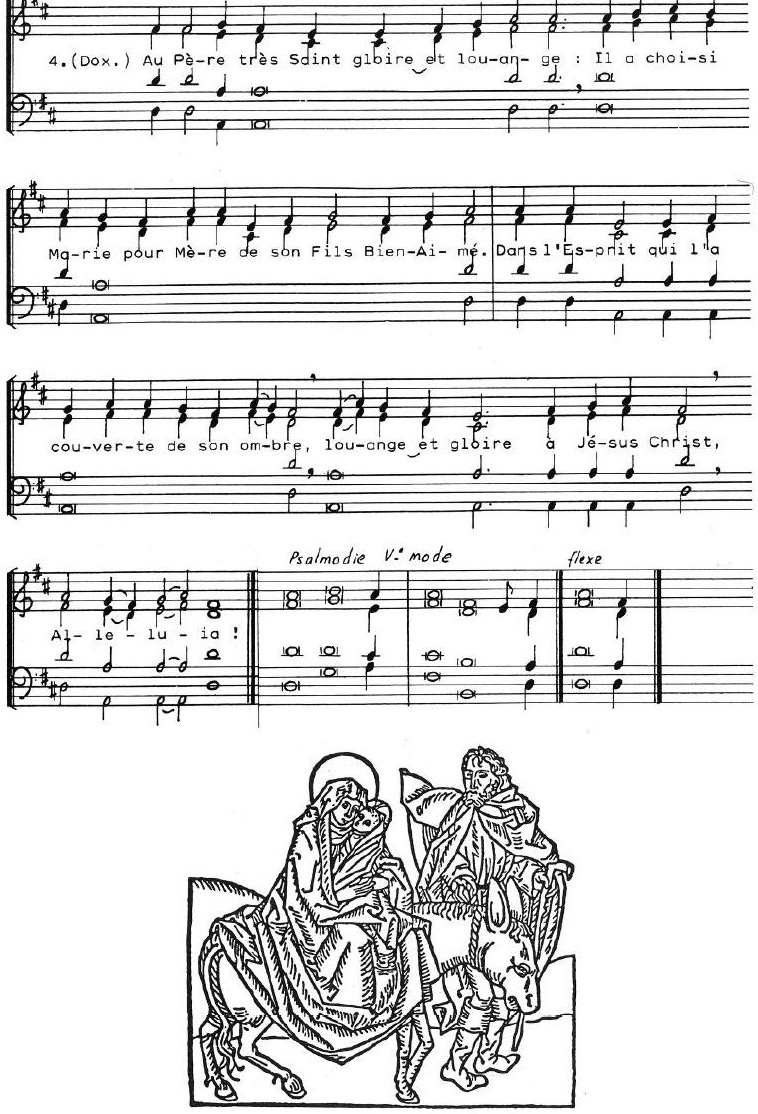 4.(Dox.) Au Pè-re très Saint gloire et lou-an- ge : Il a choi-si
Ma-rie pour Mè-re de son Fils Bien-Ai- mé. Dans l'Es-prit qui l'a
cou-ver-te de son om-bre, lou-ange et gloire à Jé-sus Christ,
Al- le - lu - ia !
Psalmodie V.e mode flexe